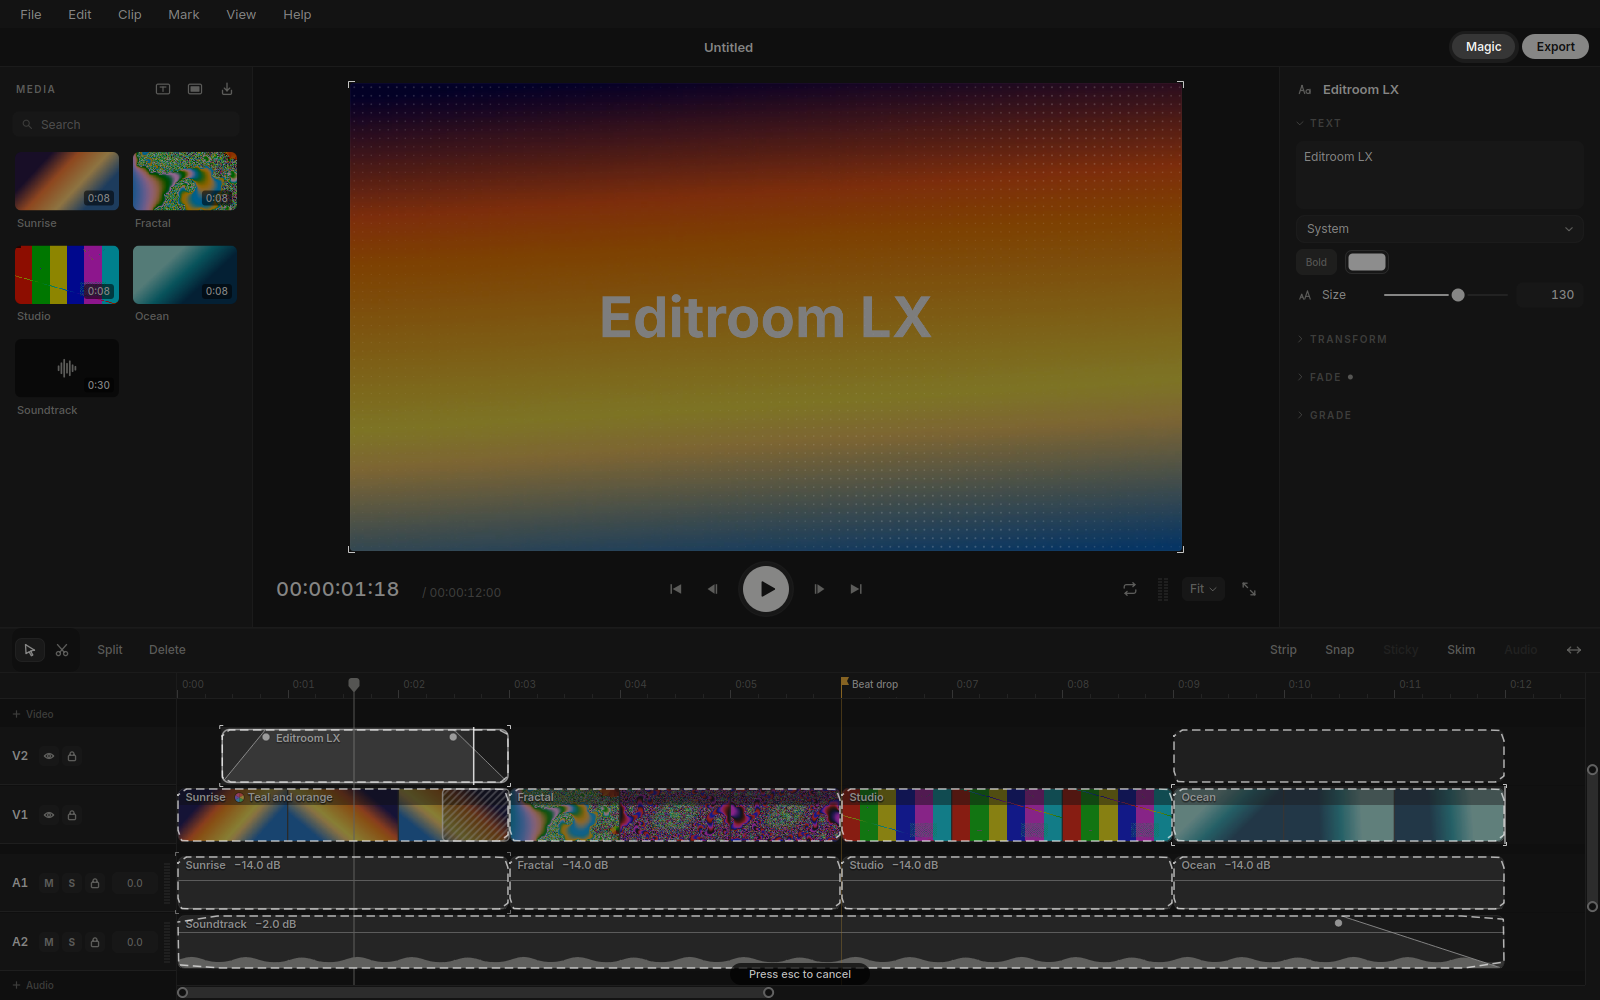 File Edit Clip Mark View Help
Untitled
Magic Export
MEDIA
Search
0:08 0:08
Sunrise Fractal
0:08 0:08
Studio Ocean
0:30
Soundtrack
Editroom LX
Editroom LX
TEXT
Editroom LX
System
Bold
Size 130
TRANSFORM
FADE
GRADE
00:00:01:18 / 00:00:12:00
Fit
Split Delete
Strip Snap Sticky Skim Audio
0:00 0:01 0:02 0:03 0:04 0:05 Beat drop 0:07 0:08 0:09 0:10 0:11 0:12
+ Video
V2 Editroom LX
V1 Sunrise Teal and orange Fractal Studio Ocean
A1 M S 0.0 Sunrise −14.0 dB Fractal −14.0 dB Studio −14.0 dB Ocean −14.0 dB
A2 M S 0.0 Soundtrack −2.0 dB
Press esc to cancel
+ Audio